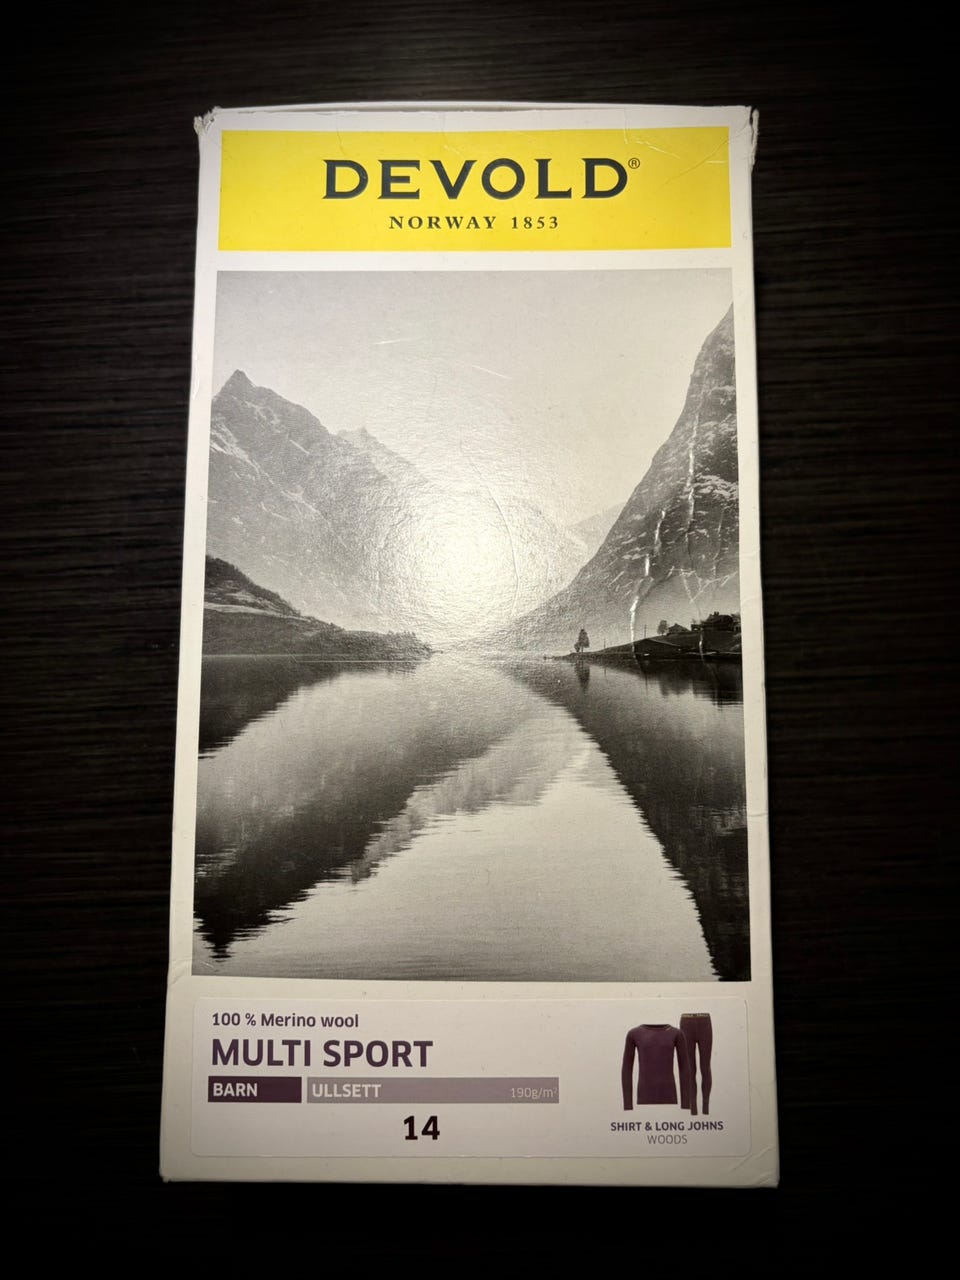 DEVOLD®
NORWAY 1853
100 % Merino wool
MULTI SPORT
BARN ULLSETT 190g/m²
14
SHIRT & LONG JOHNS
WOODS